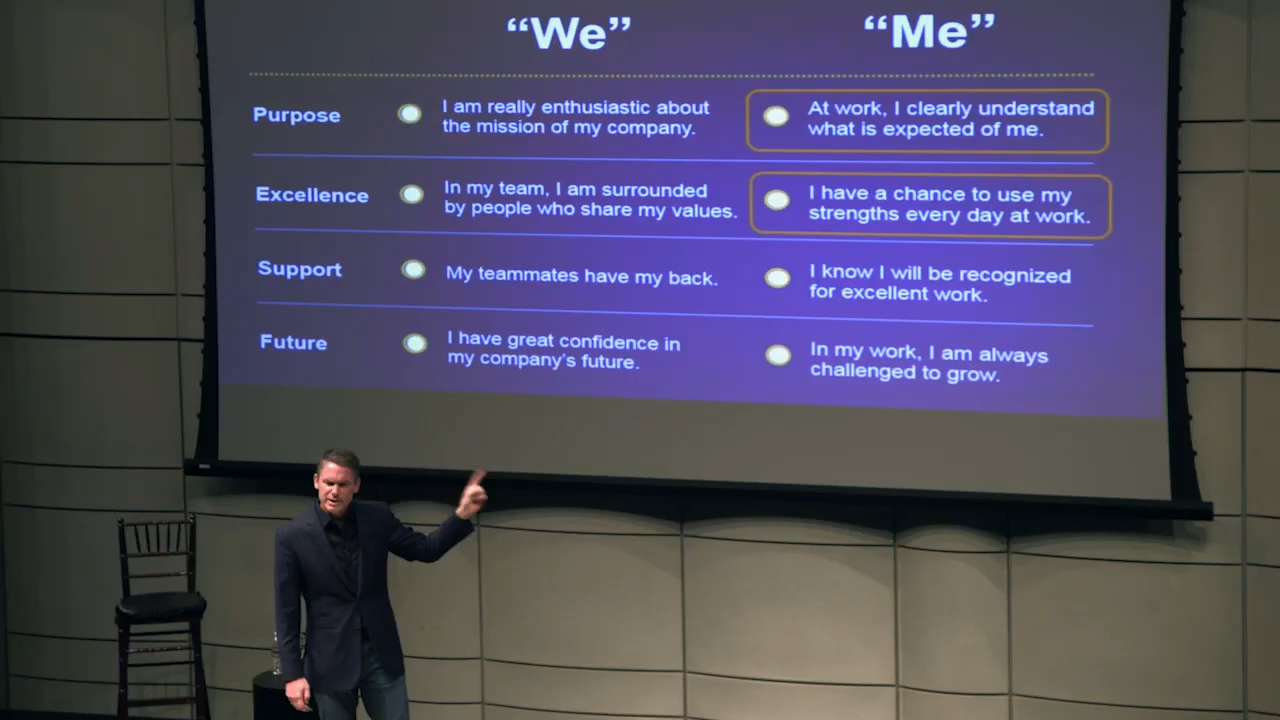 “We” “Me”
Purpose
I am really enthusiastic about
the mission of my company.
At work, I clearly understand
what is expected of me.
Excellence
In my team, I am surrounded
by people who share my values.
I have a chance to use my
strengths every day at work.
Support
My teammates have my back.
I know I will be recognized
for excellent work.
Future
I have great confidence in
my company’s future.
In my work, I am always
challenged to grow.